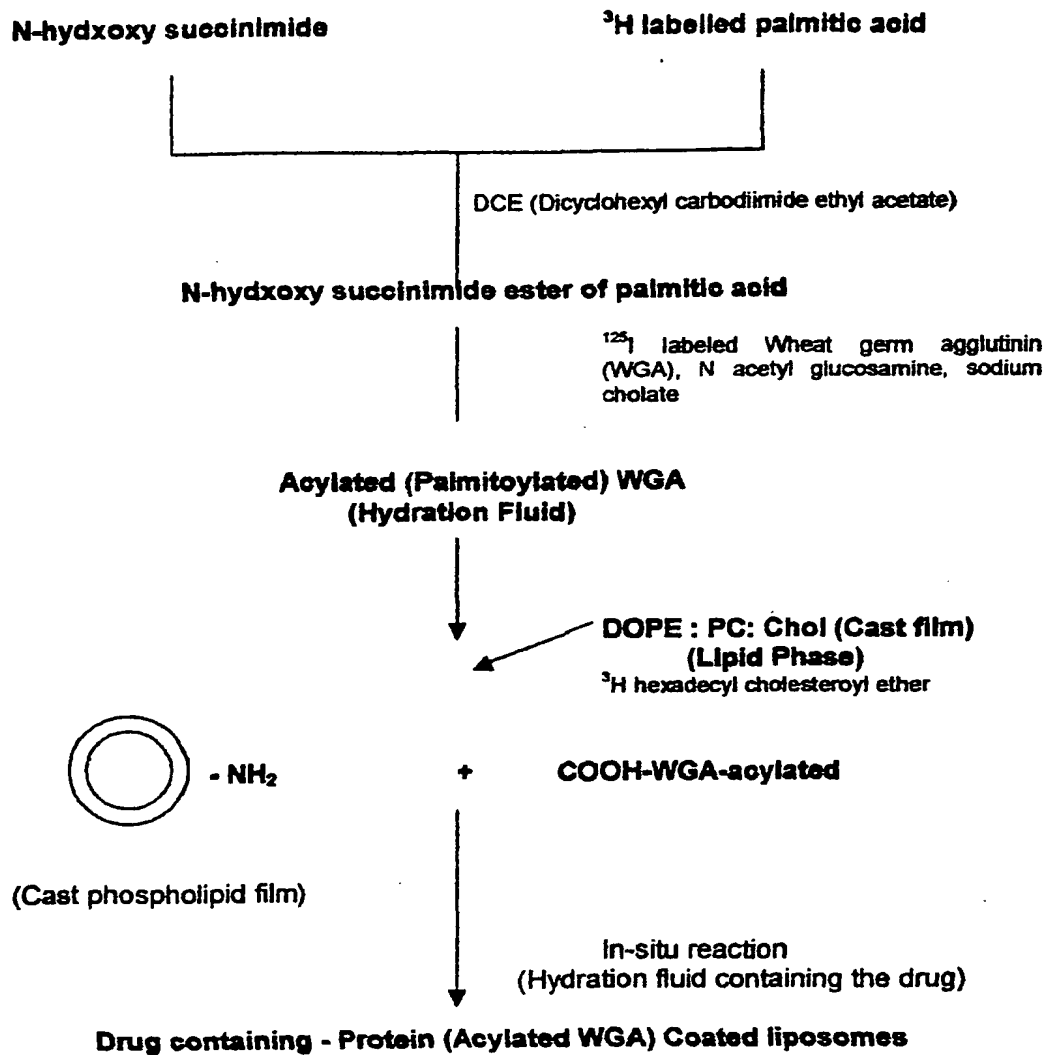 N-hydxoxy succinimide
³H labelled palmitic acid
DCE (Dicyclohexyl carbodiimide ethyl acetate)
N-hydxoxy succinimide ester of palmitic acid
¹²⁵I labeled Wheat germ agglutinin
(WGA), N acetyl glucosamine, sodium
cholate
Acylated (Palmitoylated) WGA
(Hydration Fluid)
DOPE : PC: Chol (Cast film)
(Lipid Phase)
³H hexadecyl cholesteroyl ether
- NH₂
+
COOH-WGA-acylated
(Cast phospholipid film)
In-situ reaction
(Hydration fluid containing the drug)
Drug containing - Protein (Acylated WGA) Coated liposomes